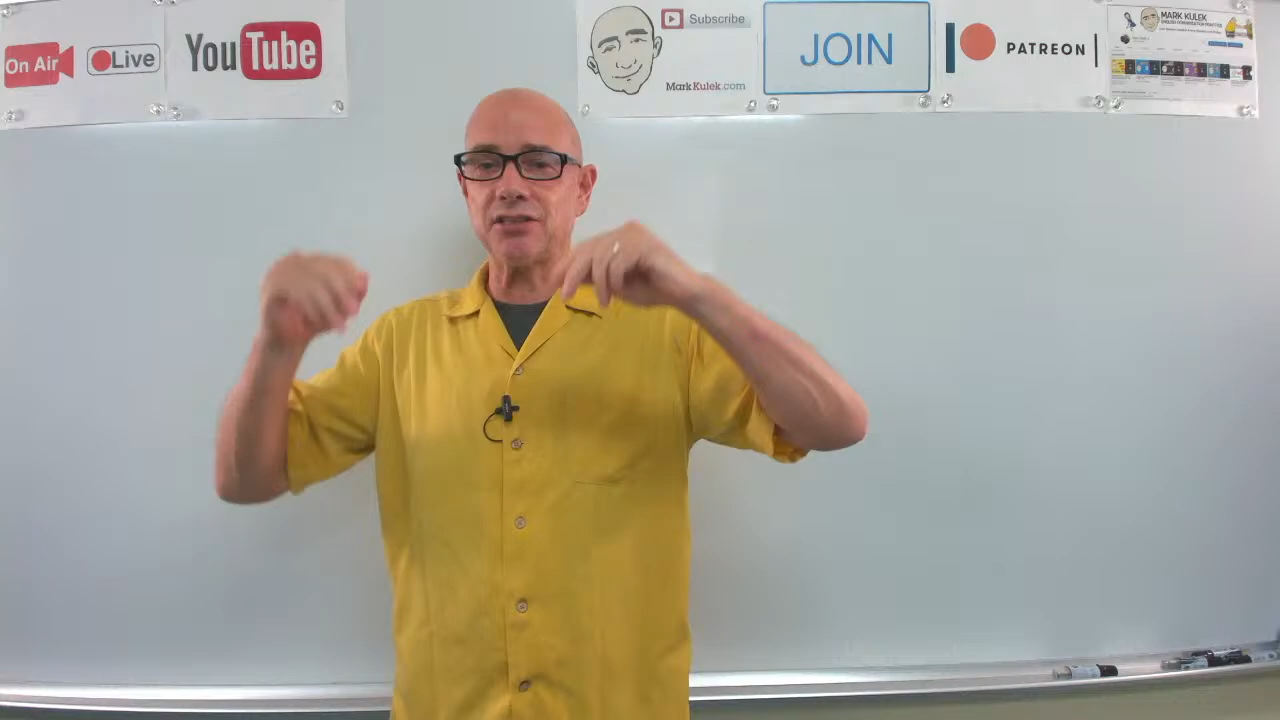 On Air
Live
YouTube
Subscribe
MarkKulek.com
JOIN
PATREON
MARK KULEK